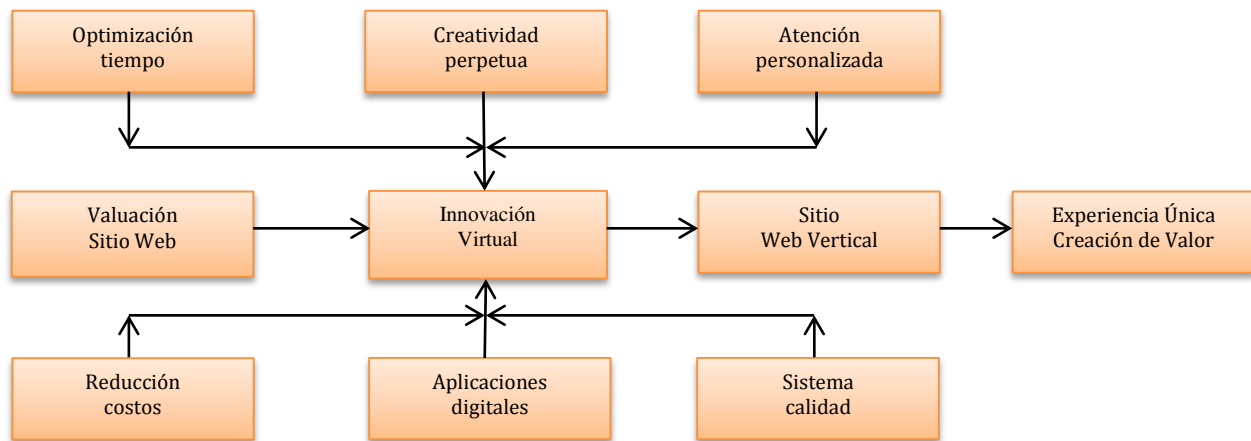 Optimización
tiempo
Creatividad
perpetua
Atención
personalizada
Valuación
Sitio Web
Innovación
Virtual
Sitio
Web Vertical
Experiencia Única
Creación de Valor
Reducción
costos
Aplicaciones
digitales
Sistema
calidad